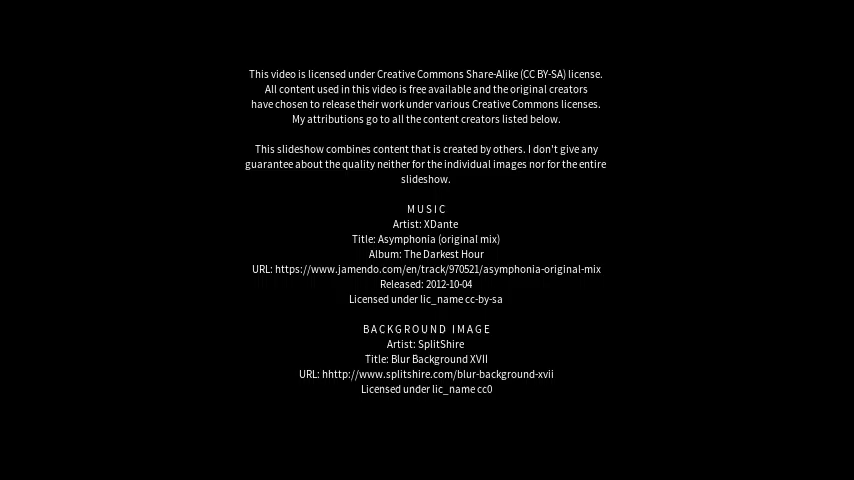 This video is licensed under Creative Commons Share-Alike (CC BY-SA) license.
All content used in this video is free available and the original creators
have chosen to release their work under various Creative Commons licenses.
My attributions go to all the content creators listed below.
This slideshow combines content that is created by others. I don't give any
guarantee about the quality neither for the individual images nor for the entire
slideshow.
MUSIC
Artist: XDante
Title: Asymphonia (original mix)
Album: The Darkest Hour
URL: https://www.jamendo.com/en/track/970521/asymphonia-original-mix
Released: 2012-10-04
Licensed under lic_name cc-by-sa
BACKGROUND IMAGE
Artist: SplitShire
Title: Blur Background XVII
URL: hhttp://www.splitshire.com/blur-background-xvii
Licensed under lic_name cc0